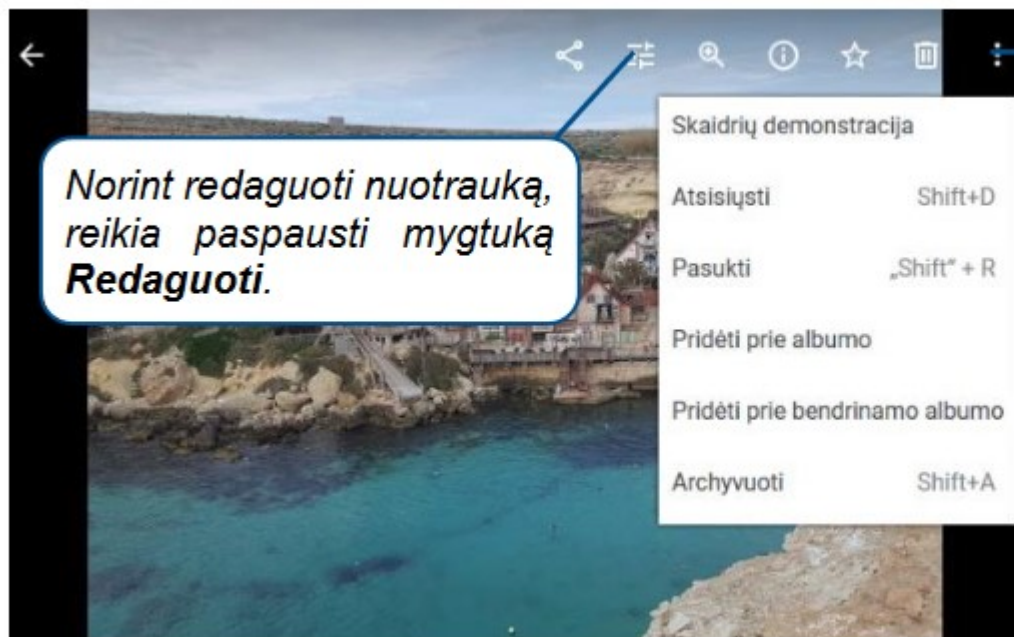 Norint redaguoti nuotrauką,
reikia paspausti mygtuką
Redaguoti.
Skaidrių demonstracija
Atsisiųsti Shift+D
Pasukti „Shift“ + R
Pridėti prie albumo
Pridėti prie bendrinamo albumo
Archyvuoti Shift+A